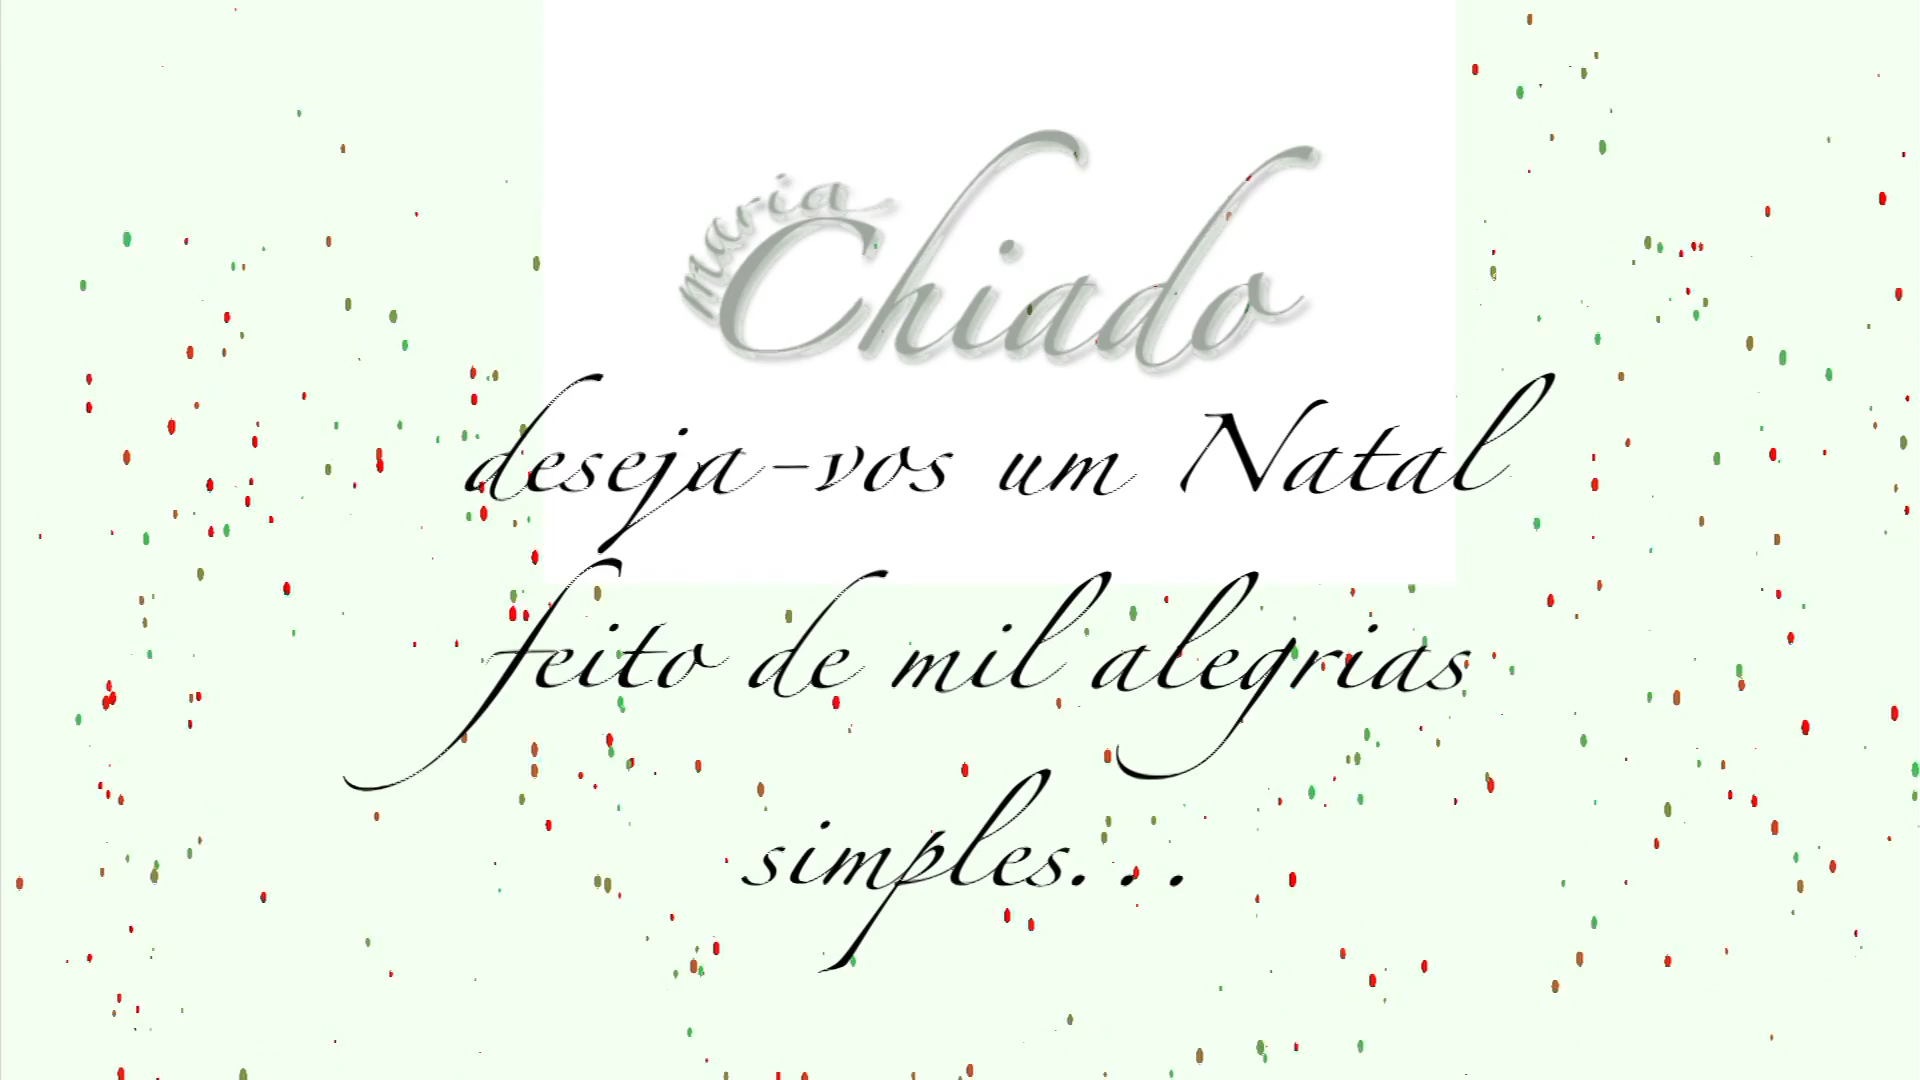 maria
Chiado
deseja-vos um Natal
feito de mil alegrias
simples...